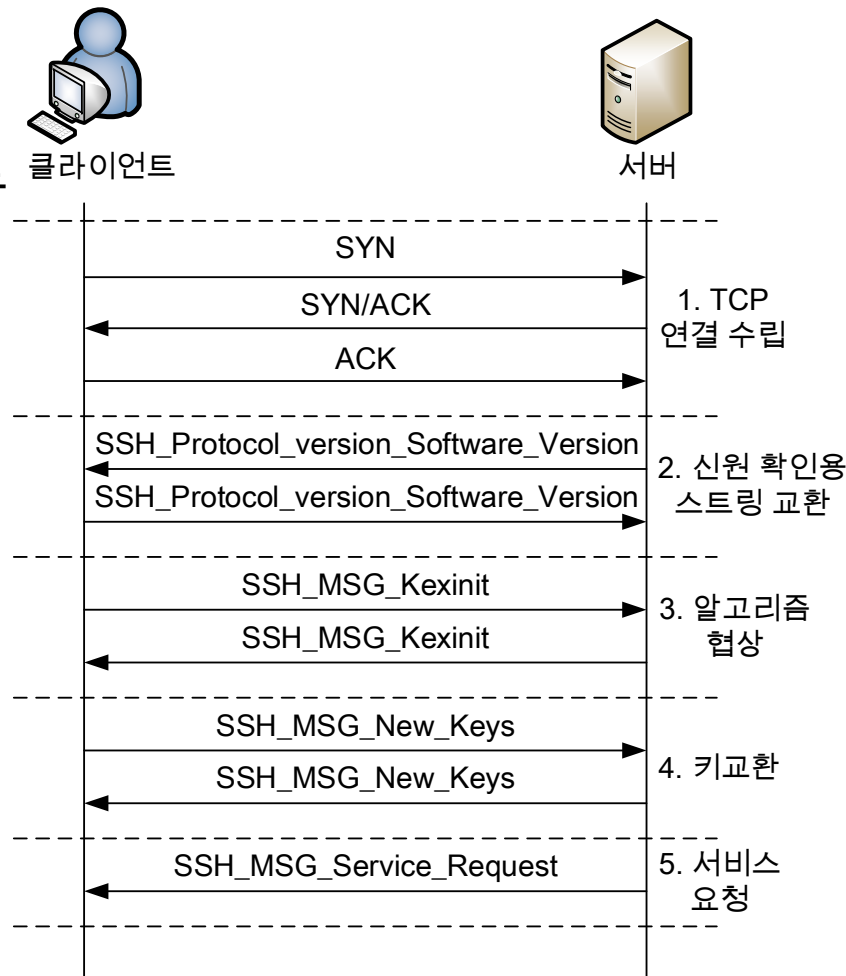 클라이언트
서버
SYN
SYN/ACK
ACK
1. TCP
연결 수립
SSH_Protocol_version_Software_Version
SSH_Protocol_version_Software_Version
2. 신원 확인용
스트링 교환
SSH_MSG_Kexinit
SSH_MSG_Kexinit
3. 알고리즘
협상
SSH_MSG_New_Keys
SSH_MSG_New_Keys
4. 키교환
SSH_MSG_Service_Request
5. 서비스
요청